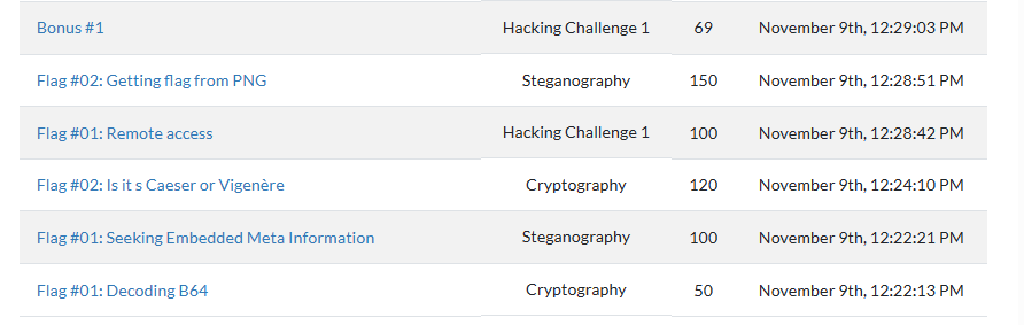 Bonus #1 Hacking Challenge 1 69 November 9th, 12:29:03 PM
Flag #02: Getting flag from PNG Steganography 150 November 9th, 12:28:51 PM
Flag #01: Remote access Hacking Challenge 1 100 November 9th, 12:28:42 PM
Flag #02: Is it s Caeser or Vigenère Cryptography 120 November 9th, 12:24:10 PM
Flag #01: Seeking Embedded Meta Information Steganography 100 November 9th, 12:22:21 PM
Flag #01: Decoding B64 Cryptography 50 November 9th, 12:22:13 PM